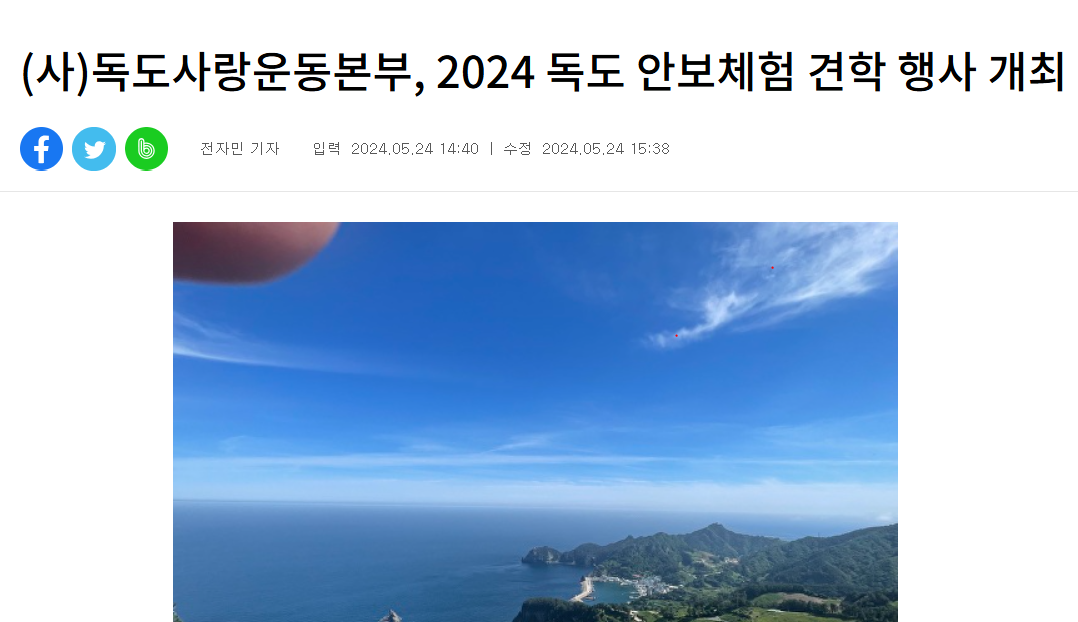 (사)독도사랑운동본부, 2024 독도 안보체험 견학 행사 개최
전자민 기자 입력 2024.05.24 14:40 | 수정 2024.05.24 15:38